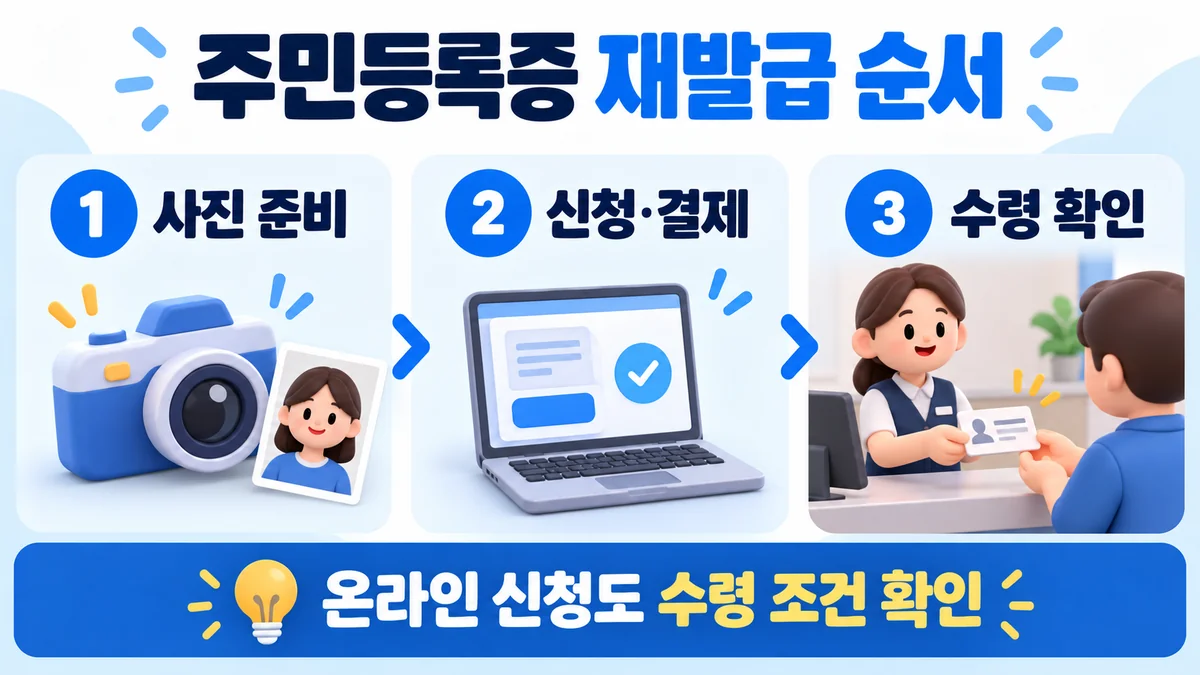 주민등록증 재발급 순서
1 사진 준비
2 신청·결제
3 수령 확인
온라인 신청도 수령 조건 확인